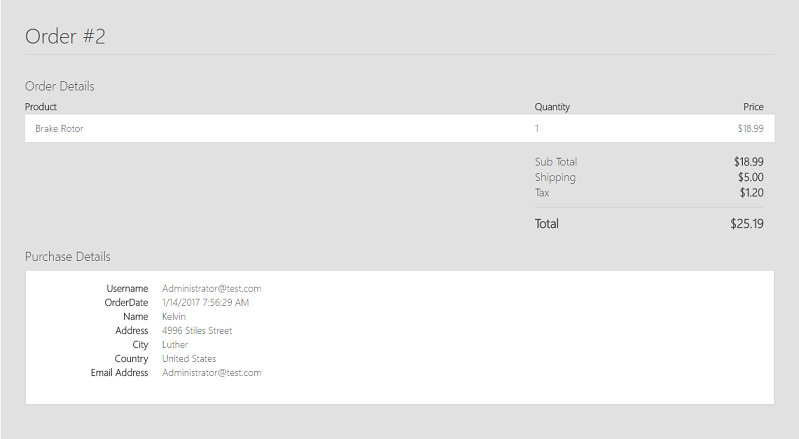 Order #2
Order Details
Product Quantity Price
Brake Rotor 1 $18.99
Sub Total $18.99
Shipping $5.00
Tax $1.20
Total $25.19
Purchase Details
Username Administrator@test.com
OrderDate 1/14/2017 7:56:29 AM
Name Kelvin
Address 4996 Stiles Street
City Luther
Country United States
Email Address Administrator@test.com